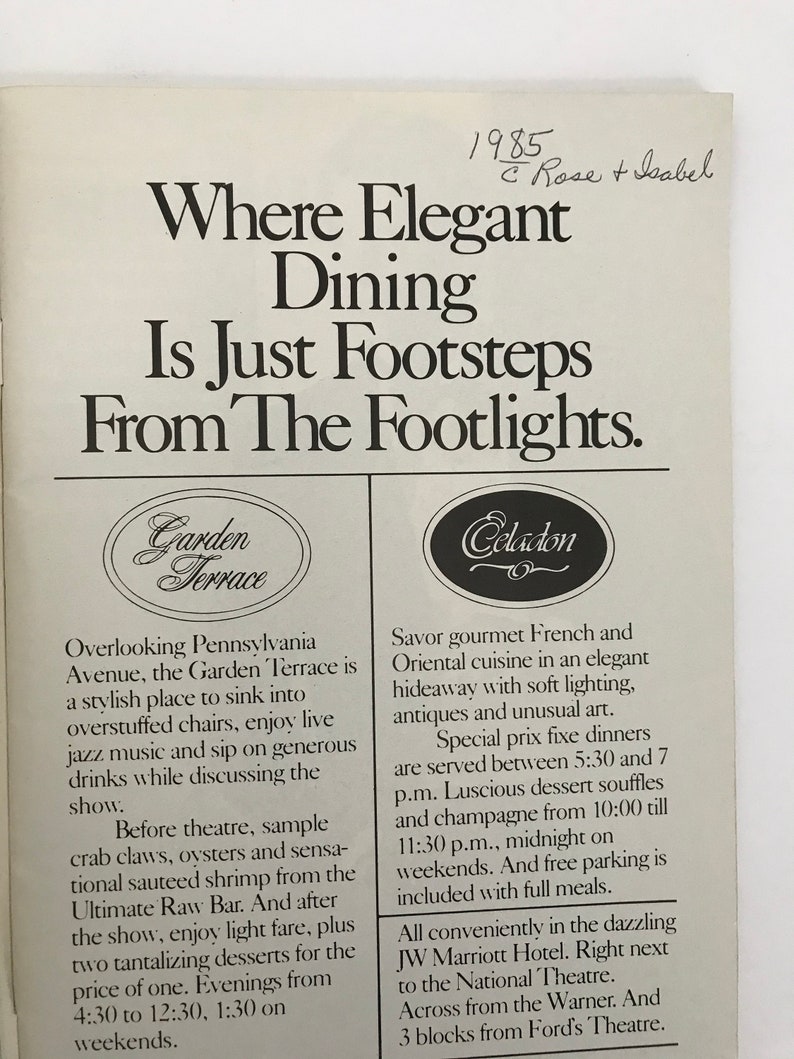 1985
c Rose + Isabel
Where Elegant
Dining
Is Just Footsteps
From The Footlights.
Garden
Terrace
Overlooking Pennsylvania
Avenue, the Garden Terrace is
a stylish place to sink into
overstuffed chairs, enjoy live
jazz music and sip on generous
drinks while discussing the
show.
Before theatre, sample
crab claws, oysters and sensa-
tional sauteed shrimp from the
Ultimate Raw Bar. And after
the show, enjoy light fare, plus
two tantalizing desserts for the
price of one. Evenings from
4:30 to 12:30, 1:30 on
weekends.
Celadon
Savor gourmet French and
Oriental cuisine in an elegant
hideaway with soft lighting,
antiques and unusual art.
Special prix fixe dinners
are served between 5:30 and 7
p.m. Luscious dessert souffles
and champagne from 10:00 till
11:30 p.m., midnight on
weekends. And free parking is
included with full meals.
All conveniently in the dazzling
JW Marriott Hotel. Right next
to the National Theatre.
Across from the Warner. And
3 blocks from Ford's Theatre.